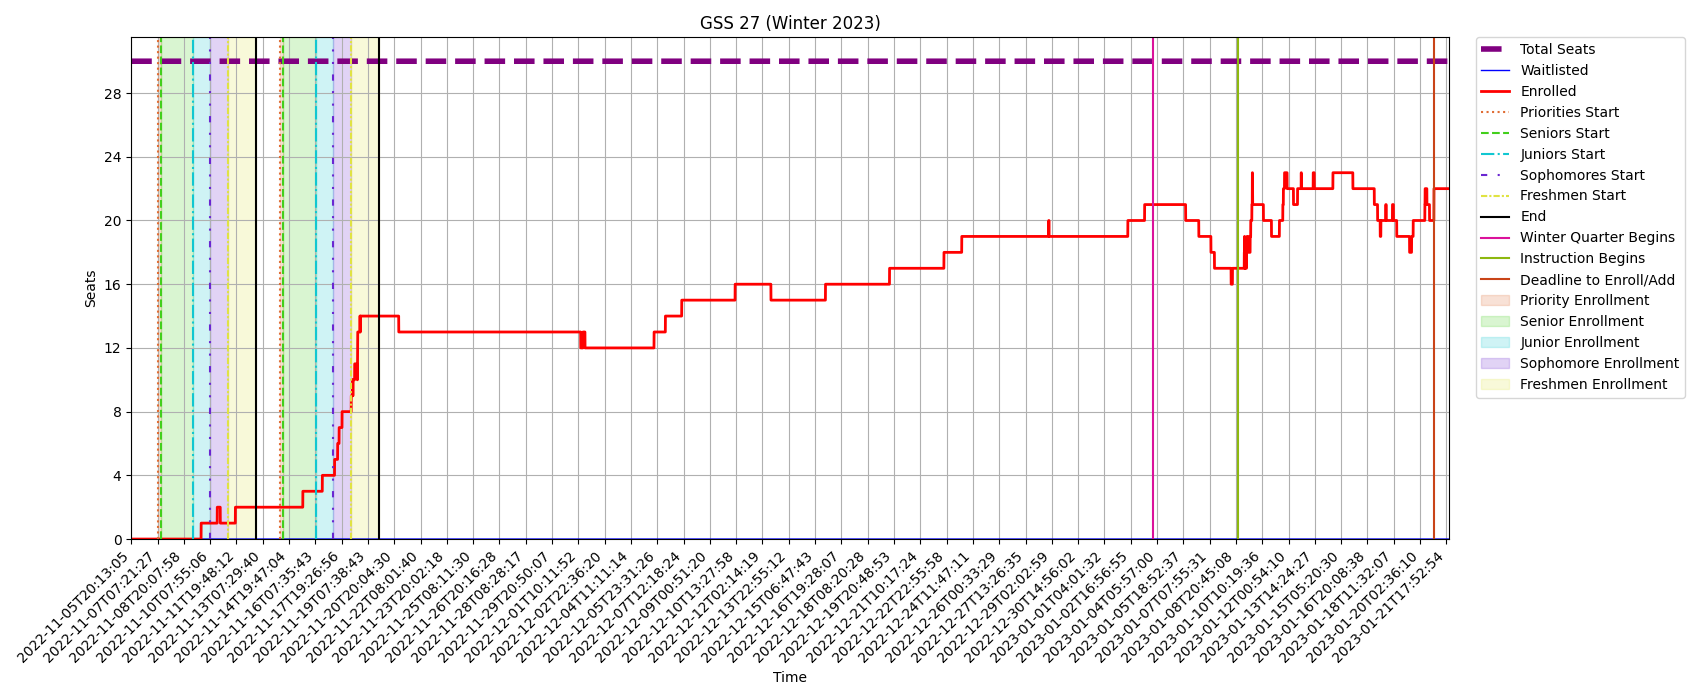 GSS 27 (Winter 2023)
Seats
28
24
20
16
12
8
4
0
2022-11-05T20:13:05
2022-11-07T07:21:27
2022-11-08T20:07:58
2022-11-10T07:55:06
2022-11-11T19:48:12
2022-11-13T07:29:40
2022-11-14T19:47:04
2022-11-16T07:35:43
2022-11-17T19:26:56
2022-11-19T07:38:43
2022-11-20T20:04:30
2022-11-22T08:01:40
2022-11-23T20:02:18
2022-11-25T08:11:30
2022-11-26T20:16:28
2022-11-28T08:28:17
2022-11-29T20:50:07
2022-12-01T10:11:52
2022-12-02T22:36:20
2022-12-04T11:11:14
2022-12-05T23:31:26
2022-12-07T12:18:24
2022-12-09T00:51:20
2022-12-10T13:27:58
2022-12-12T02:14:19
2022-12-13T22:55:12
2022-12-15T06:47:43
2022-12-16T19:28:07
2022-12-18T08:20:28
2022-12-19T20:48:53
2022-12-21T10:17:24
2022-12-22T22:55:58
2022-12-24T11:47:11
2022-12-26T00:33:29
2022-12-27T13:26:35
2022-12-29T02:02:59
2022-12-30T14:56:02
2023-01-01T04:01:32
2023-01-02T16:56:55
2023-01-04T05:57:00
2023-01-05T18:52:37
2023-01-07T07:55:31
2023-01-08T20:45:08
2023-01-10T10:19:36
2023-01-12T00:54:10
2023-01-13T14:24:27
2023-01-15T05:20:30
2023-01-16T20:08:38
2023-01-18T11:32:07
2023-01-20T02:36:10
2023-01-21T17:52:54
Time
Total Seats
Waitlisted
Enrolled
Priorities Start
Seniors Start
Juniors Start
Sophomores Start
Freshmen Start
End
Winter Quarter Begins
Instruction Begins
Deadline to Enroll/Add
Priority Enrollment
Senior Enrollment
Junior Enrollment
Sophomore Enrollment
Freshmen Enrollment